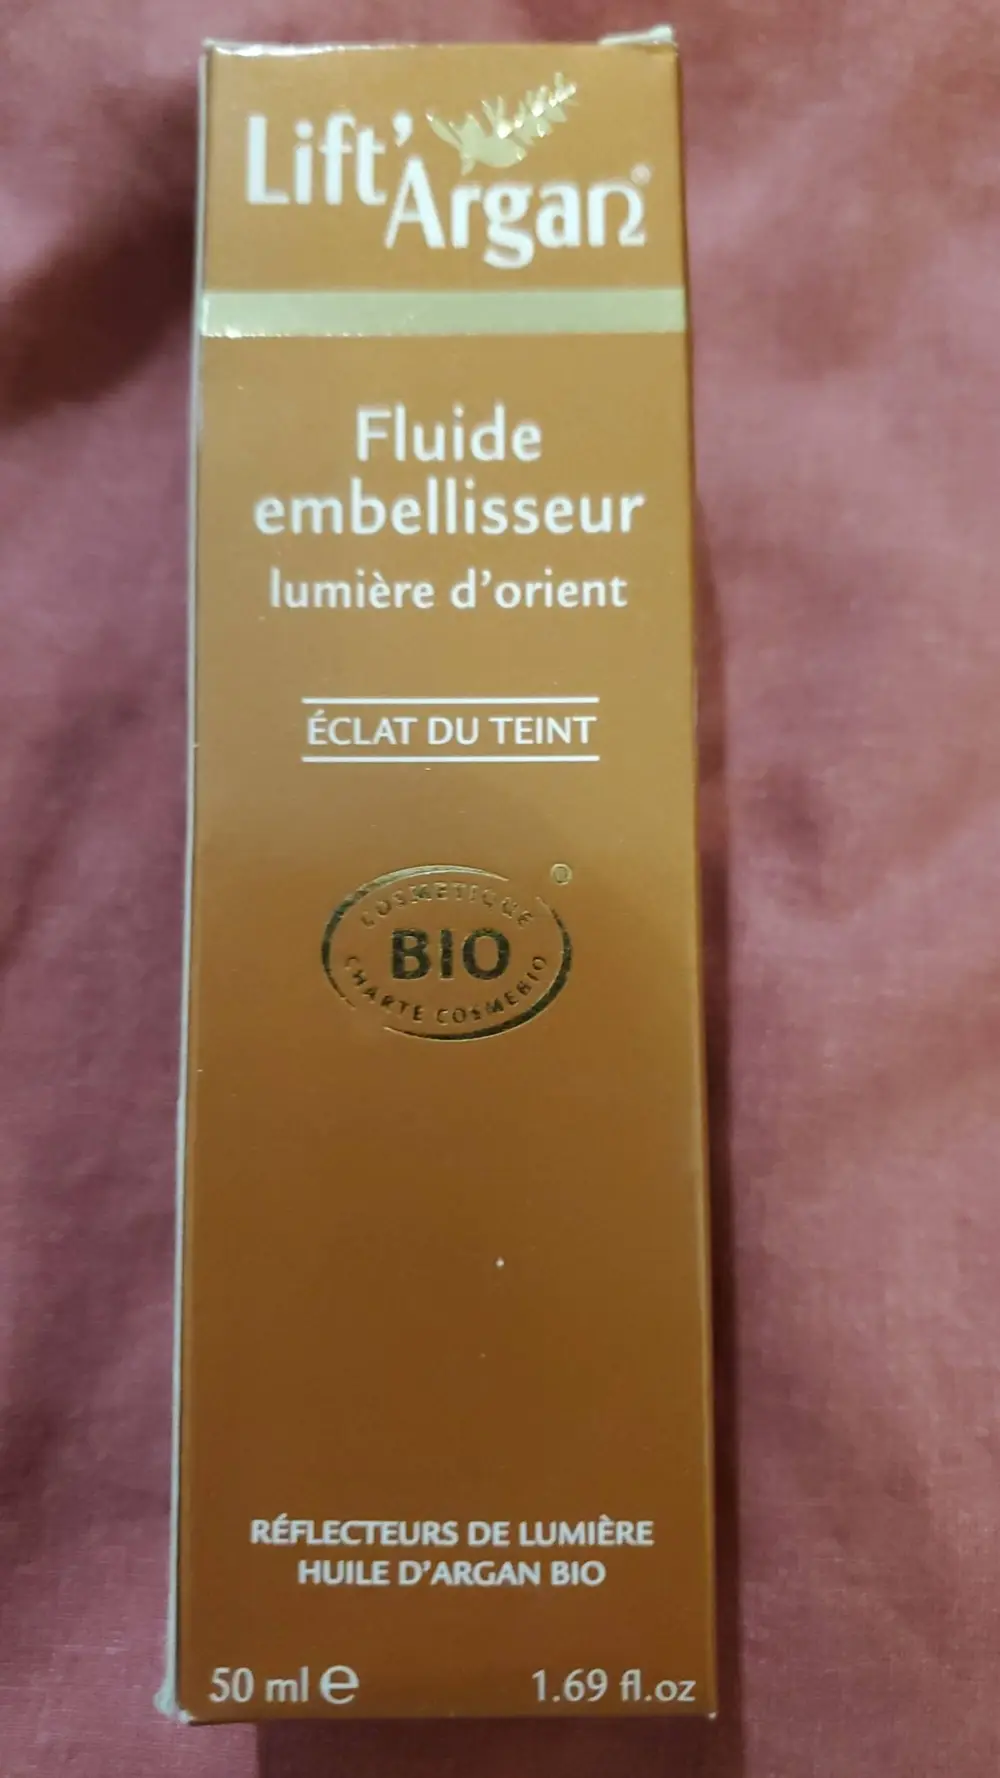 Lift'Argan®
Fluide
embellisseur
lumière d'orient
ÉCLAT DU TEINT
®
COSMETIQUE
BIO
CHARTE COSMEBIO
RÉFLECTEURS DE LUMIÈRE
HUILE D'ARGAN BIO
50 ml ℮ 1.69 fl.oz